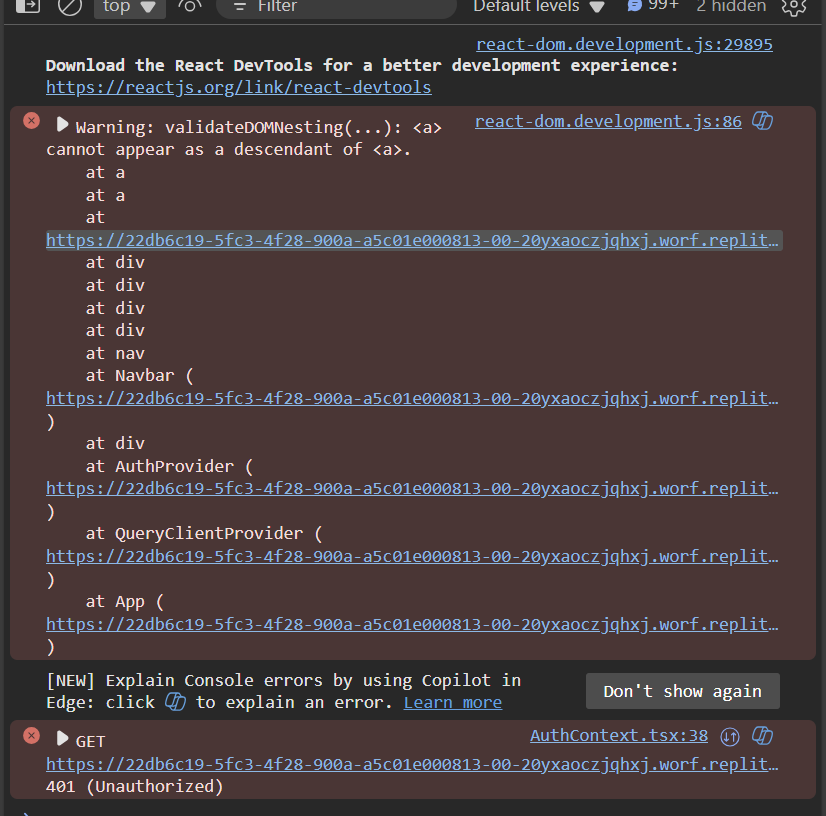 top Filter Default levels 99+ 2 hidden
react-dom.development.js:29895
Download the React DevTools for a better development experience:
https://reactjs.org/link/react-devtools
Warning: validateDOMNesting(...): <a> react-dom.development.js:86
cannot appear as a descendant of <a>.
at a
at a
at
https://22db6c19-5fc3-4f28-900a-a5c01e000813-00-20yxaoczjqhxj.worf.replit…
at div
at div
at div
at div
at nav
at Navbar (
https://22db6c19-5fc3-4f28-900a-a5c01e000813-00-20yxaoczjqhxj.worf.replit…
)
at div
at AuthProvider (
https://22db6c19-5fc3-4f28-900a-a5c01e000813-00-20yxaoczjqhxj.worf.replit…
)
at QueryClientProvider (
https://22db6c19-5fc3-4f28-900a-a5c01e000813-00-20yxaoczjqhxj.worf.replit…
)
at App (
https://22db6c19-5fc3-4f28-900a-a5c01e000813-00-20yxaoczjqhxj.worf.replit…
)
[NEW] Explain Console errors by using Copilot in
Edge: click to explain an error. Learn more
Don't show again
GET AuthContext.tsx:38
https://22db6c19-5fc3-4f28-900a-a5c01e000813-00-20yxaoczjqhxj.worf.replit…
401 (Unauthorized)